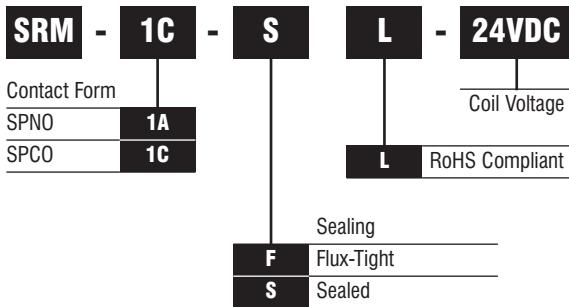 SRM - 1C - S L - 24VDC
Contact Form
SPNO 1A
SPCO 1C
Coil Voltage
L RoHS Compliant
Sealing
F Flux-Tight
S Sealed